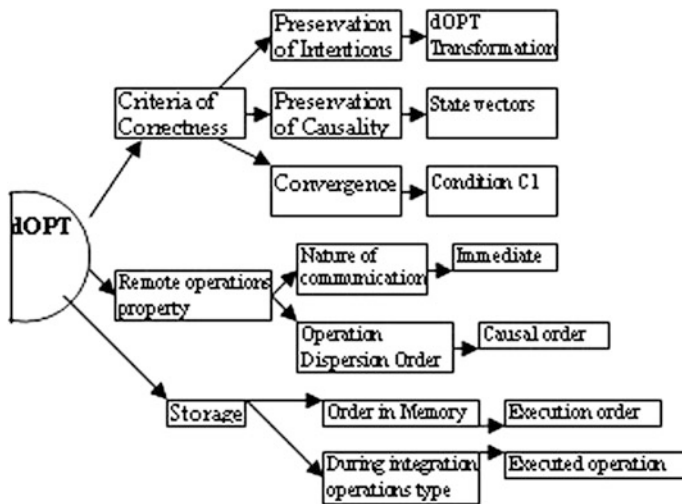 Preservation
of Intentions
dOPT
Transformation
Criteria of
Correctness
Preservation
of Causality
State vectors
Convergence
Condition C1
dOPT
Remote operations
property
Nature of
communication
Immediate
Operation
Dispersion Order
Causal order
Storage
Order in Memory
Execution order
During integration
operations type
Executed operation